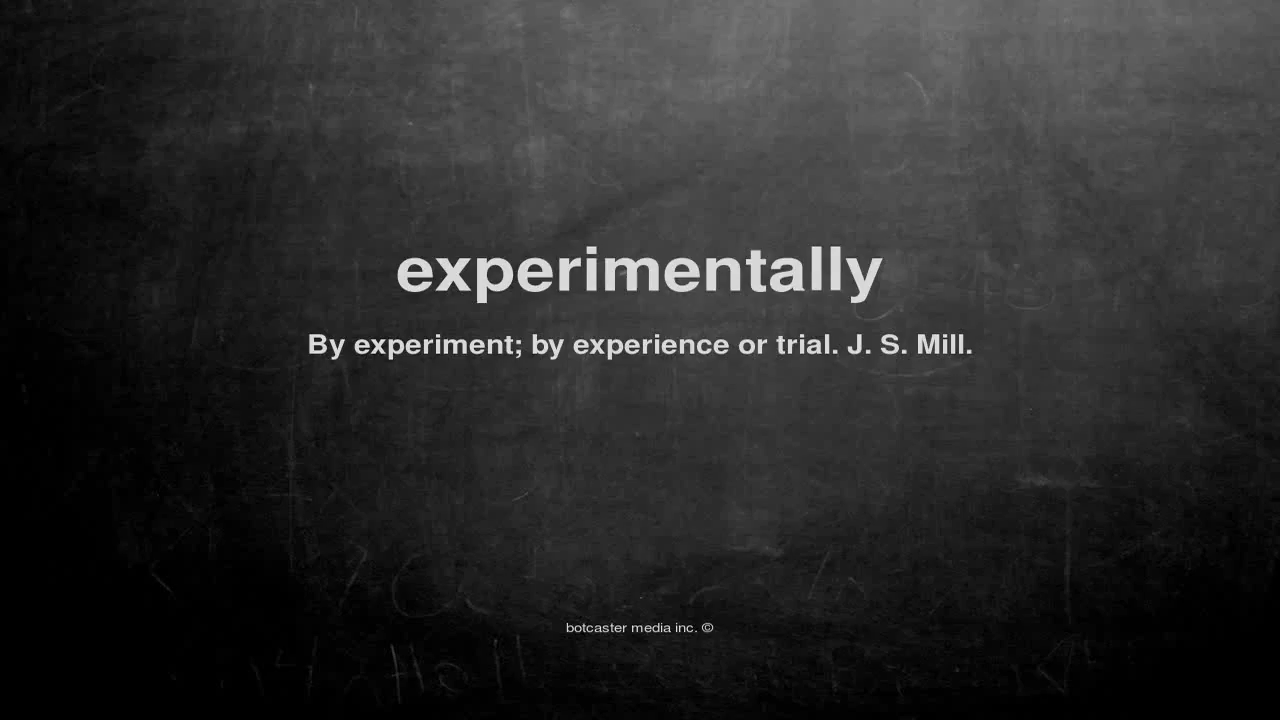 experimentally
By experiment; by experience or trial. J. S. Mill.
botcaster media inc. ©